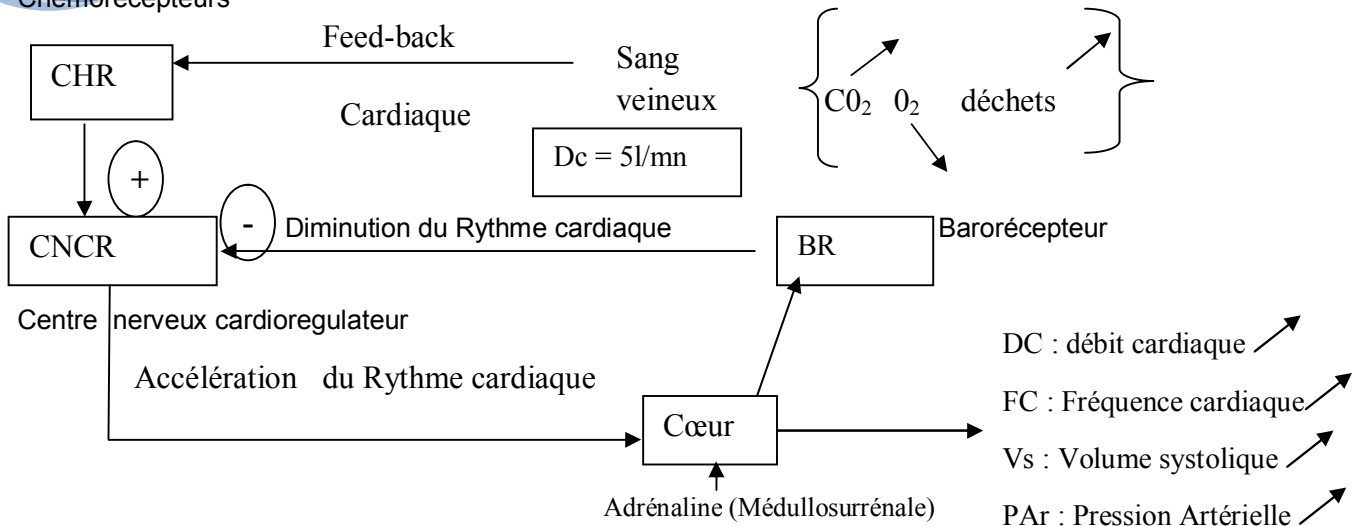 Chémorécepteurs
Feed-back
CHR
Sang
veineux
Cardiaque
C0₂ 0₂ déchets
Dc = 5l/mn
+
-
Diminution du Rythme cardiaque
CNCR
BR
Barorécepteur
Centre nerveux cardioregulateur
Accélération du Rythme cardiaque
Cœur
Adrénaline (Médullosurrénale)
DC : débit cardiaque
FC : Fréquence cardiaque
Vs : Volume systolique
PAr : Pression Artérielle